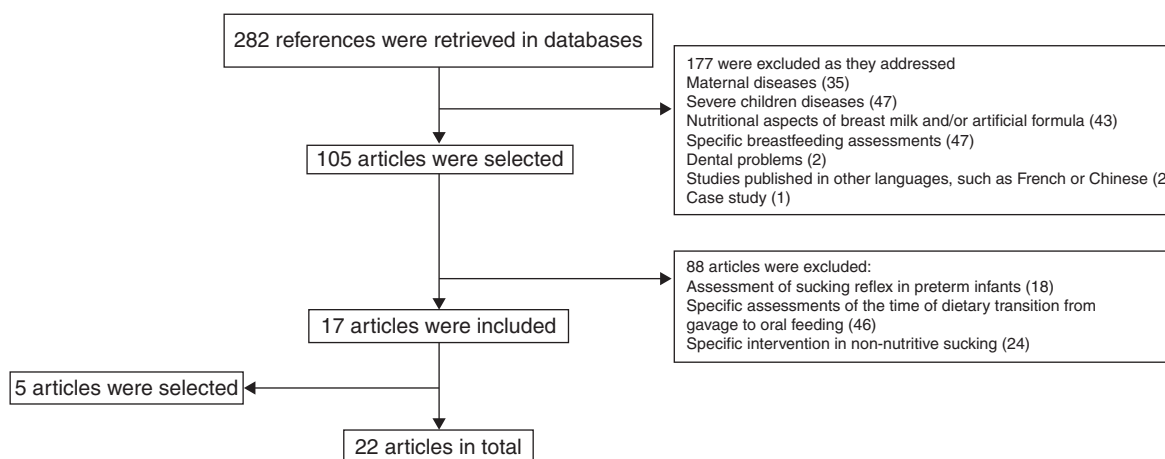 282 references were retrieved in databases
177 were excluded as they addressed
Maternal diseases (35)
Severe children diseases (47)
Nutritional aspects of breast milk and/or artificial formula (43)
Specific breastfeeding assessments (47)
Dental problems (2)
Studies published in other languages, such as French or Chinese (2
Case study (1)
105 articles were selected
88 articles were excluded:
Assessment of sucking reflex in preterm infants (18)
Specific assessments of the time of dietary transition from
gavage to oral feeding (46)
Specific intervention in non-nutritive sucking (24)
17 articles were included
5 articles were selected
22 articles in total